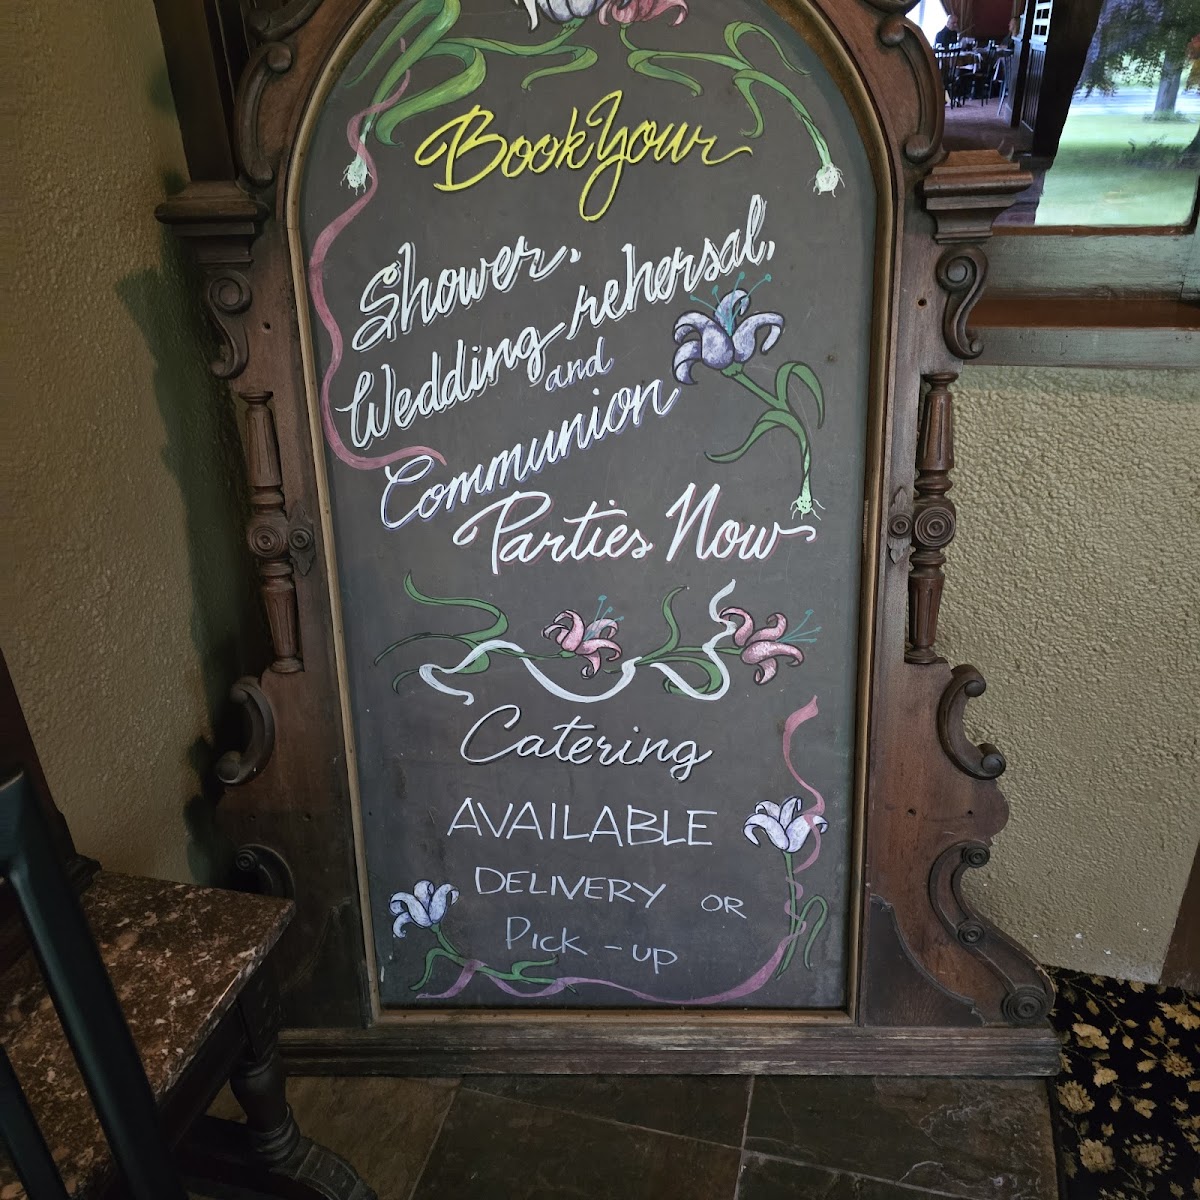 Book Your
Shower,
Wedding rehersal,
and
Communion
Parties Now
Catering
AVAILABLE
DELIVERY OR
PICK-UP